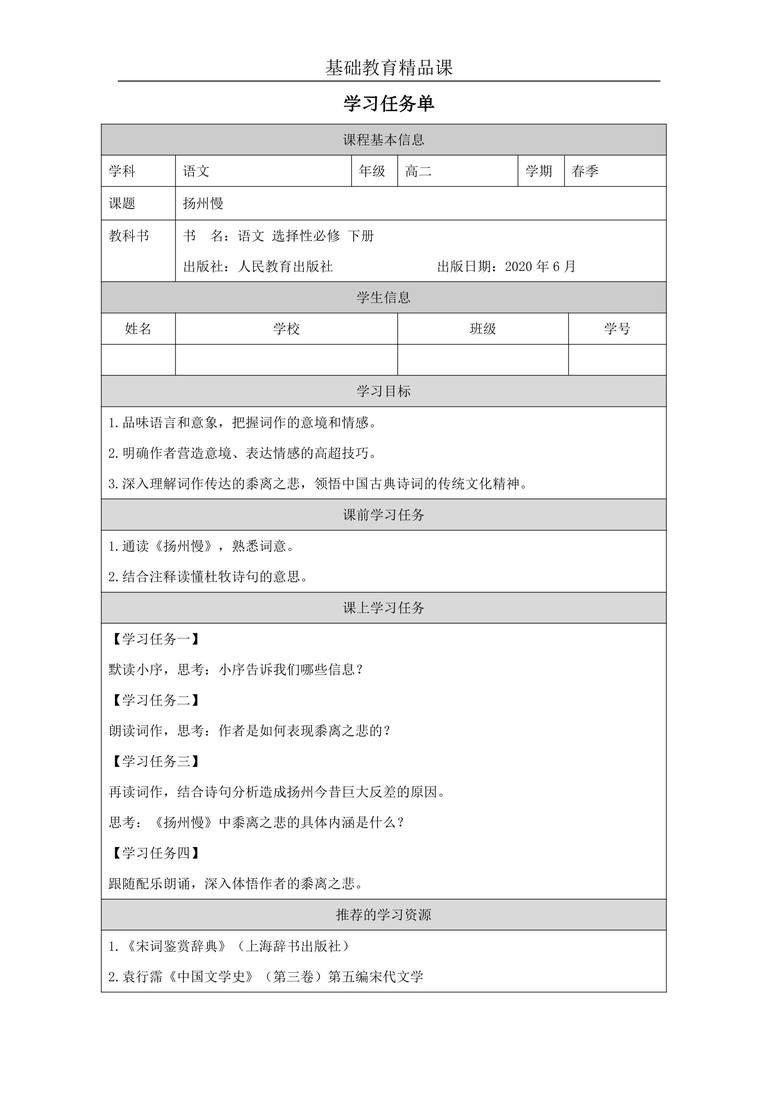 基础教育精品课
学习任务单
课程基本信息
学科 语文 年级 高二 学期 春季
课题 扬州慢
教科书 书 名：语文 选择性必修 下册
出版社：人民教育出版社 出版日期：2020 年 6 月
学生信息
姓名 学校 班级 学号
学习目标
1.品味语言和意象，把握词作的意境和情感。
2.明确作者营造意境、表达情感的高超技巧。
3.深入理解词作传达的黍离之悲，领悟中国古典诗词的传统文化精神。
课前学习任务
1.通读《扬州慢》，熟悉词意。
2.结合注释读懂杜牧诗句的意思。
课上学习任务
【学习任务一】
默读小序，思考：小序告诉我们哪些信息？
【学习任务二】
朗读词作，思考：作者是如何表现黍离之悲的？
【学习任务三】
再读词作，结合诗句分析造成扬州今昔巨大反差的原因。
思考：《扬州慢》中黍离之悲的具体内涵是什么？
【学习任务四】
跟随配乐朗诵，深入体悟作者的黍离之悲。
推荐的学习资源
1.《宋词鉴赏辞典》（上海辞书出版社）
2.袁行霈《中国文学史》（第三卷）第五编宋代文学